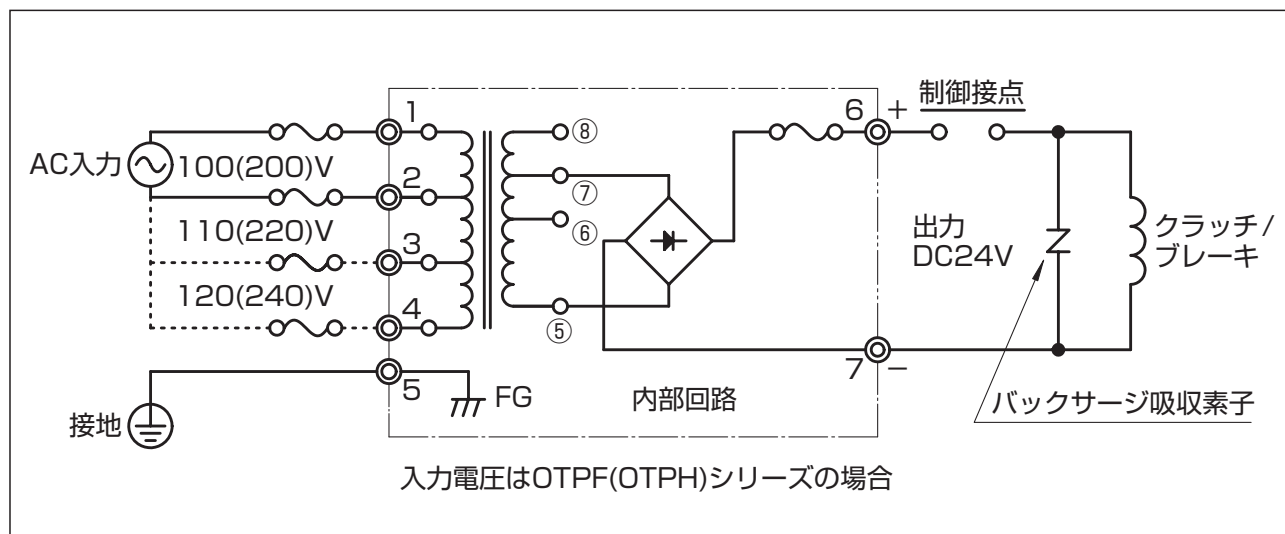 AC入力
100(200)V
110(220)V
120(240)V
接地
1
2
3
4
5
FG
⑧
⑦
⑥
⑤
内部回路
6
+
7
−
制御接点
出力
DC24V
クラッチ/
ブレーキ
バックサージ吸収素子
入力電圧はOTPF(OTPH)シリーズの場合